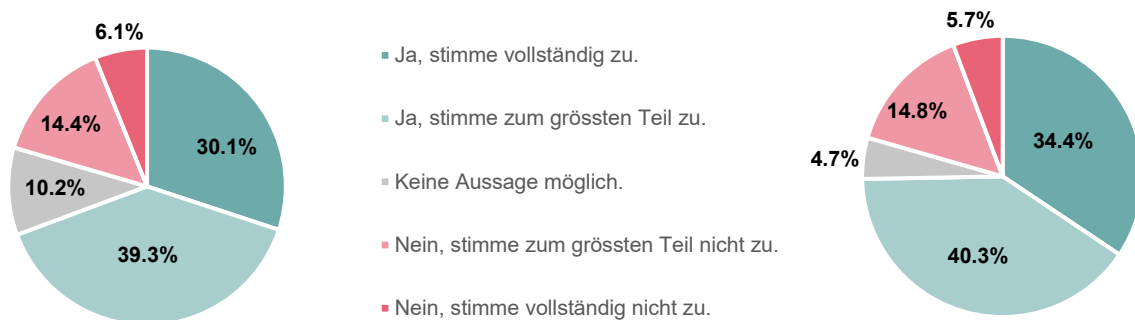 6.1%
30.1%
39.3%
10.2%
14.4%
Ja, stimme vollständig zu.
Ja, stimme zum grössten Teil zu.
Keine Aussage möglich.
Nein, stimme zum grössten Teil nicht zu.
Nein, stimme vollständig nicht zu.
5.7%
34.4%
40.3%
4.7%
14.8%